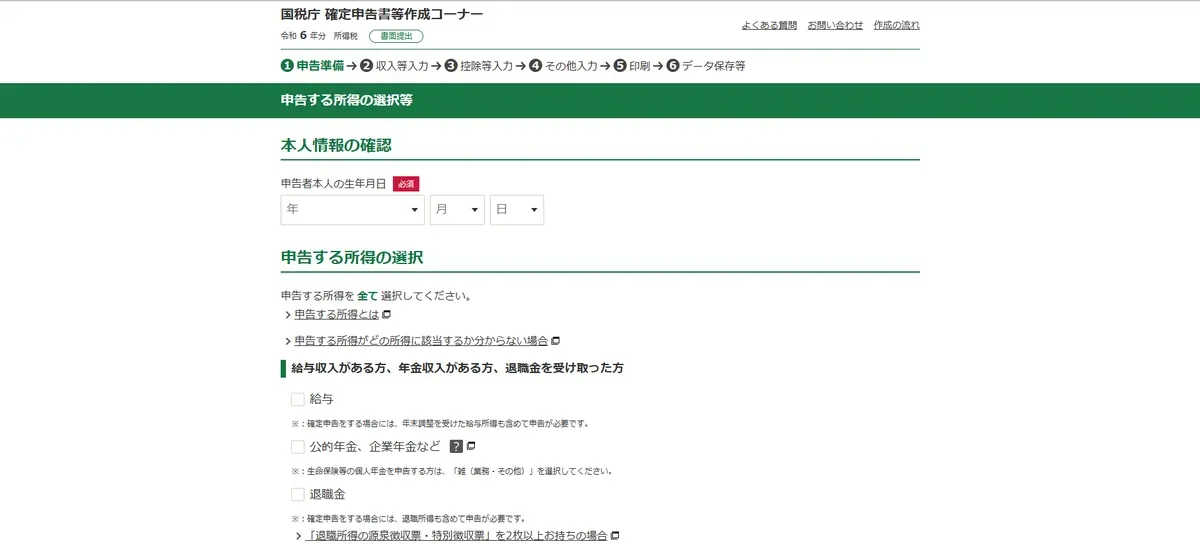 国税庁 確定申告書等作成コーナー
よくある質問 お問い合わせ 作成の流れ
令和 6 年分 所得税 書面提出
1 申告準備 → 2 収入等入力 → 3 控除等入力 → 4 その他入力 → 5 印刷 → 6 データ保存等
申告する所得の選択等
本人情報の確認
申告者本人の生年月日 必須
年 月 日
申告する所得の選択
申告する所得を 全て 選択してください。
申告する所得とは
申告する所得がどの所得に該当するか分からない場合
給与収入がある方、年金収入がある方、退職金を受け取った方
給与
※：確定申告をする場合には、年末調整を受けた給与所得も含めて申告が必要です。
公的年金、企業年金など ?
※：生命保険等の個人年金を申告する方は、「雑（業務・その他）」を選択してください。
退職金
※：確定申告をする場合には、退職所得も含めて申告が必要です。
「退職所得の源泉徴収票・特別徴収票」を2枚以上お持ちの場合